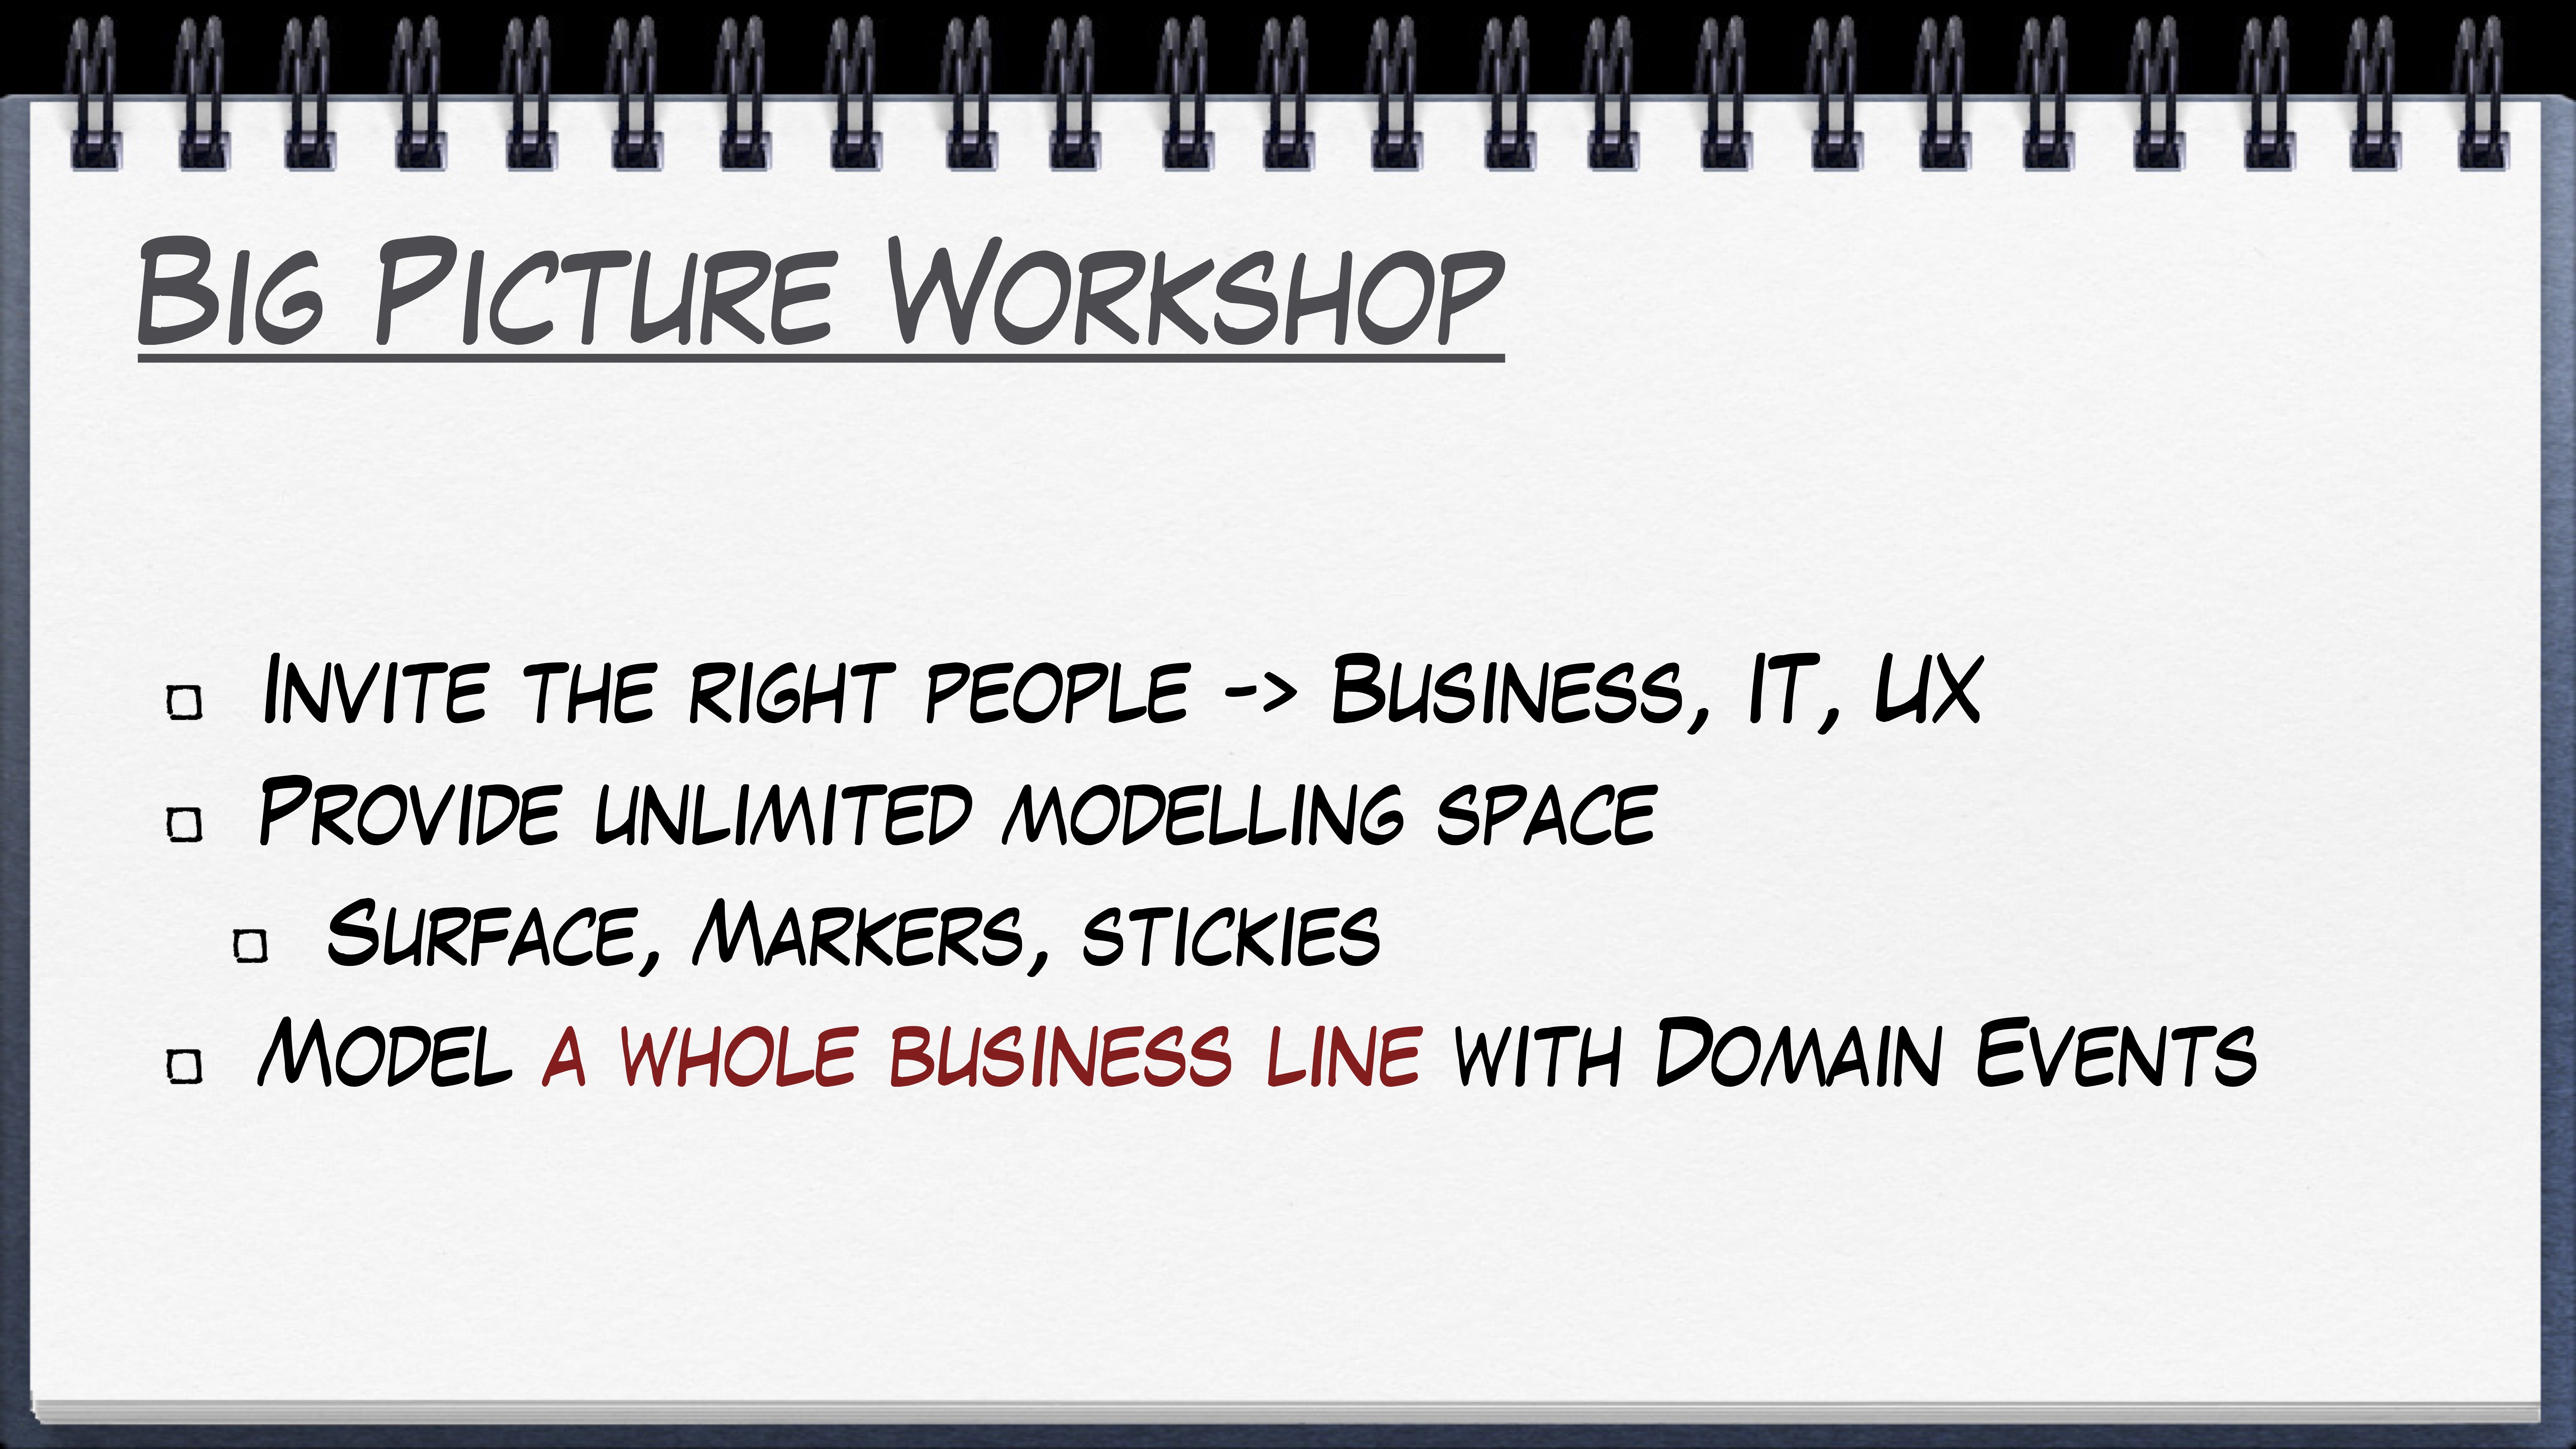 Big Picture Workshop
Invite the right people -> Business, IT, UX
Provide unlimited modelling space
Surface, Markers, stickies
Model a whole business line with Domain Events